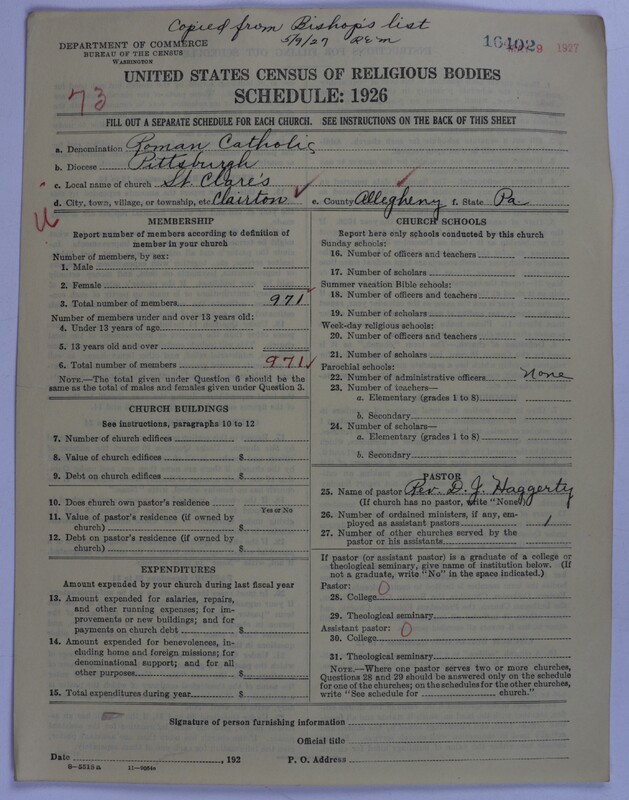 Copied from Bishop's list
5/9/27 R.E.M
DEPARTMENT OF COMMERCE
BUREAU OF THE CENSUS
WASHINGTON
16402 9 1927
UNITED STATES CENSUS OF RELIGIOUS BODIES
SCHEDULE: 1926
73
FILL OUT A SEPARATE SCHEDULE FOR EACH CHURCH. SEE INSTRUCTIONS ON THE BACK OF THIS SHEET
a. Denomination Roman Catholic
b. Diocese Pittsburgh
c. Local name of church St. Clare's
d. City, town, village, or township, etc Clairton e. County Allegheny f. State Pa.
MEMBERSHIP
Report number of members according to definition of
member in your church
Number of members, by sex:
1. Male
2. Female
3. Total number of members 971
Number of members under and over 13 years old:
4. Under 13 years of age
5. 13 years old and over
6. Total number of members 971
NOTE.—The total given under Question 6 should be the
same as the total of males and females given under Question 3.
CHURCH BUILDINGS
See instructions, paragraphs 10 to 12
7. Number of church edifices
8. Value of church edifices $
9. Debt on church edifices $
10. Does church own pastor's residence
Yes or No
11. Value of pastor's residence (if owned by
church) $
12. Debt on pastor's residence (if owned by
church) $
EXPENDITURES
Amount expended by your church during last fiscal year
13. Amount expended for salaries, repairs,
and other running expenses; for im-
provements or new buildings; and for
payments on church debt $
14. Amount expended for benevolences, in-
cluding home and foreign missions; for
denominational support; and for all
other purposes $
15. Total expenditures during year $
CHURCH SCHOOLS
Report here only schools conducted by this church
Sunday schools:
16. Number of officers and teachers
17. Number of scholars
Summer vacation Bible schools:
18. Number of officers and teachers
19. Number of scholars
Week-day religious schools:
20. Number of officers and teachers
21. Number of scholars
Parochial schools:
22. Number of administrative officers None
23. Number of teachers—
a. Elementary (grades 1 to 8)
b. Secondary
24. Number of scholars—
a. Elementary (grades 1 to 8)
b. Secondary
PASTOR
25. Name of pastor Rev. D. J. Haggerty
(If church has no pastor, write "None")
26. Number of ordained ministers, if any, em-
ployed as assistant pastors 1
27. Number of other churches served by the
pastor or his assistants
If pastor (or assistant pastor) is a graduate of a college or
theological seminary, give name of institution below. (If
not a graduate, write "No" in the space indicated.)
Pastor: 0
28. College
29. Theological seminary
Assistant pastor: 0
30. College
31. Theological seminary
NOTE.—Where one pastor serves two or more churches,
Questions 28 and 29 should be answered only on the schedule
for one of the churches; on the schedules for the other churches,
write "See schedule for church."
Signature of person furnishing information
Official title
Date , 192 P. O. Address
8-5519a 11-9264